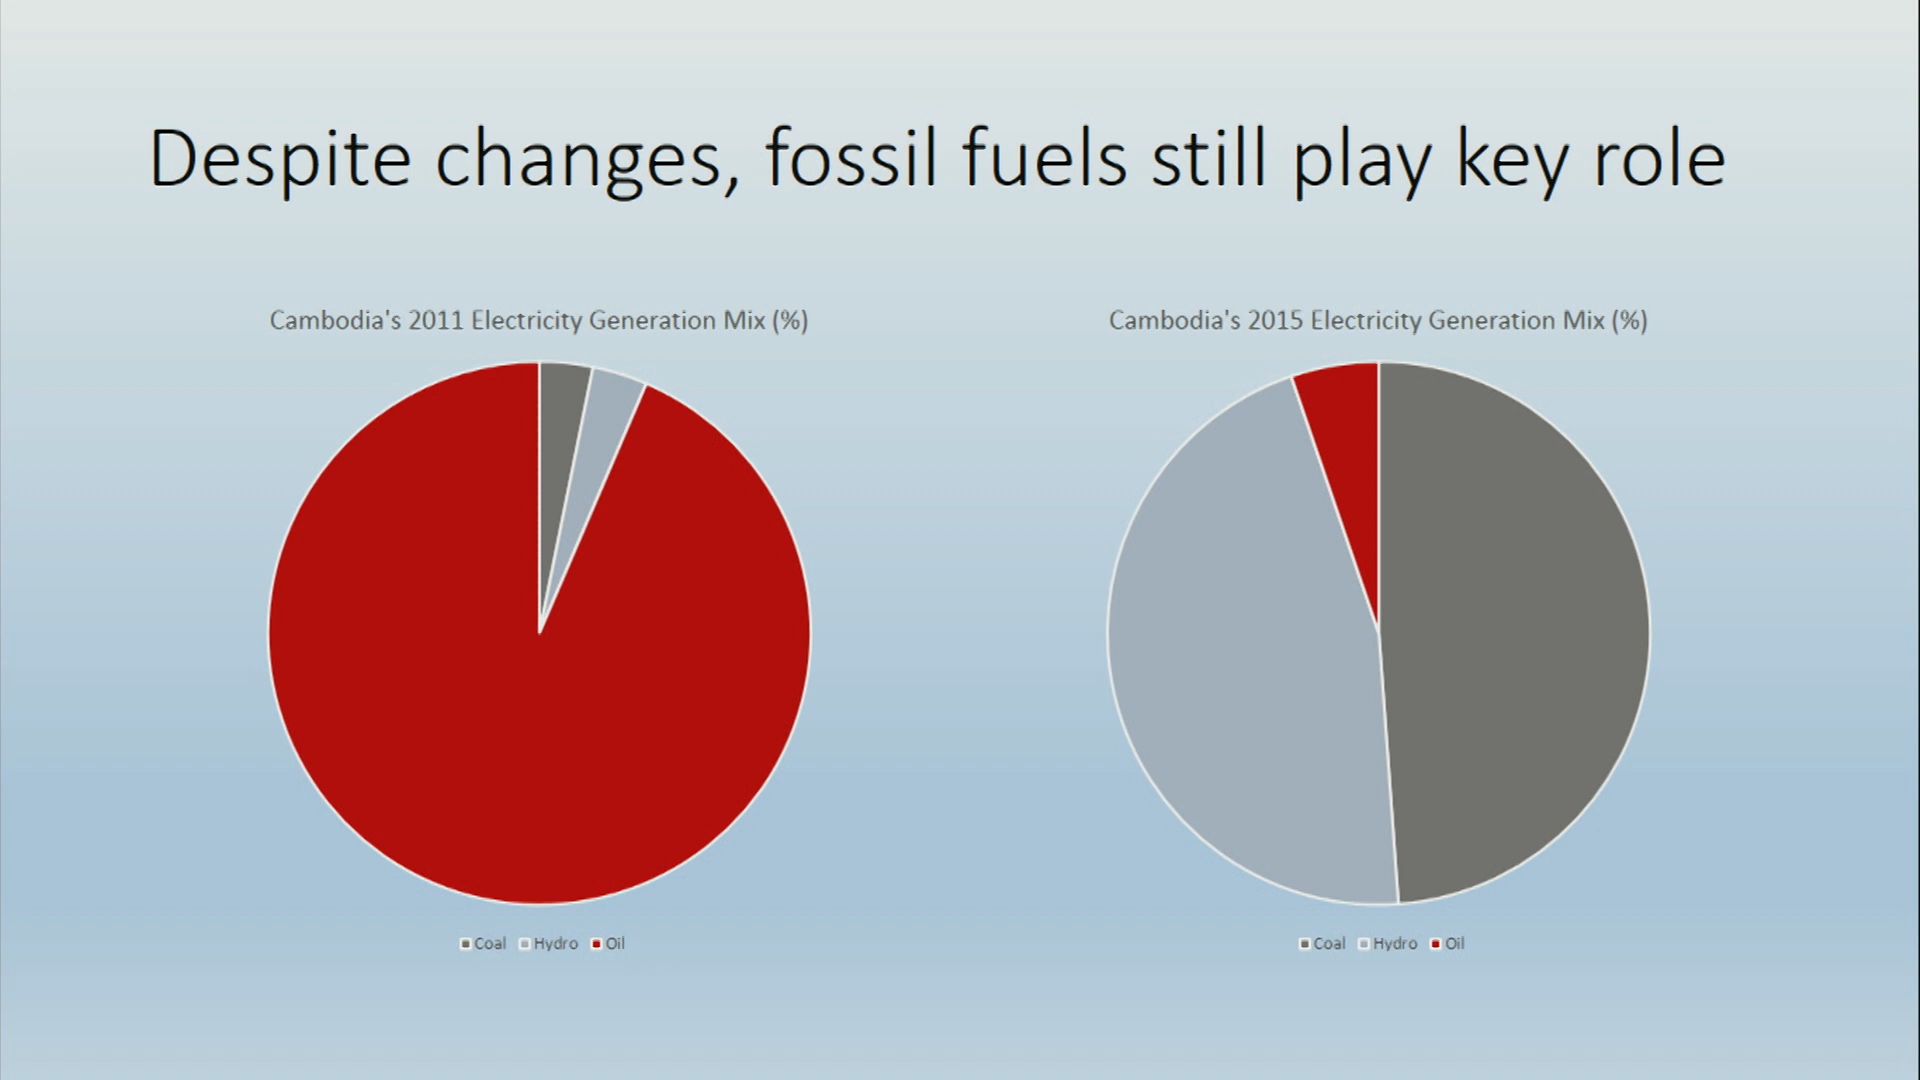 Despite changes, fossil fuels still play key role
Cambodia's 2011 Electricity Generation Mix (%)
Coal Hydro Oil
Cambodia's 2015 Electricity Generation Mix (%)
Coal Hydro Oil